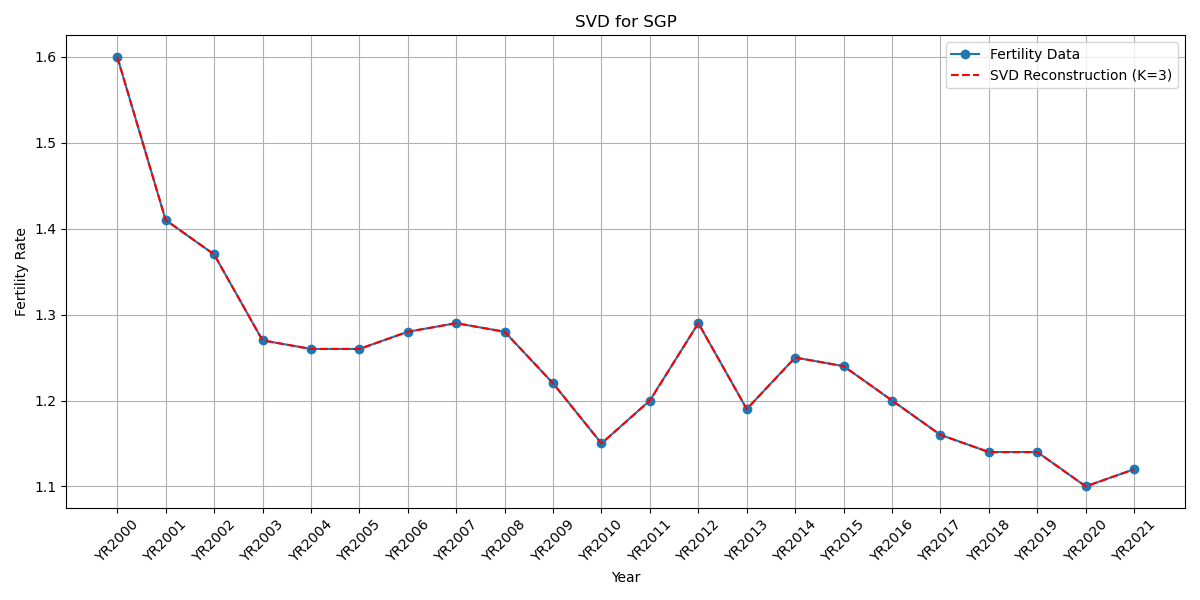 SVD for SGP
Fertility Data
SVD Reconstruction (K=3)
Fertility Rate
1.6
1.5
1.4
1.3
1.2
1.1
YR2000
YR2001
YR2002
YR2003
YR2004
YR2005
YR2006
YR2007
YR2008
YR2009
YR2010
YR2011
YR2012
YR2013
YR2014
YR2015
YR2016
YR2017
YR2018
YR2019
YR2020
YR2021
Year